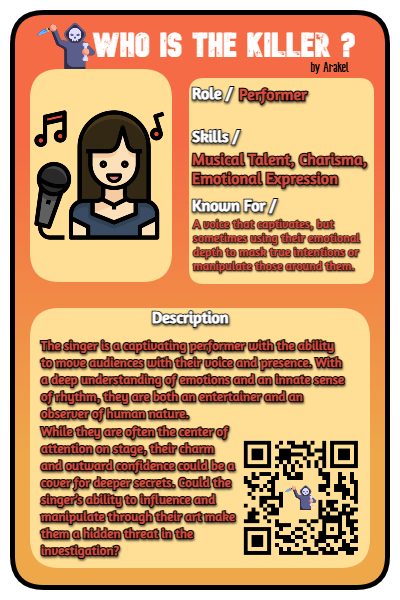 WHO IS THE KILLER ?
by Arakel
Role / Performer
Skills /
Musical Talent, Charisma,
Emotional Expression
Known For /
A voice that captivates, but
sometimes using their emotional
depth to mask true intentions or
manipulate those around them.
Description
The singer is a captivating performer with the ability
to move audiences with their voice and presence. With
a deep understanding of emotions and an innate sense
of rhythm, they are both an entertainer and an
observer of human nature.
While they are often the center of
attention on stage, their charm
and outward confidence could be a
cover for deeper secrets. Could the
singer's ability to influence and
manipulate through their art make
them a hidden threat in the
investigation?